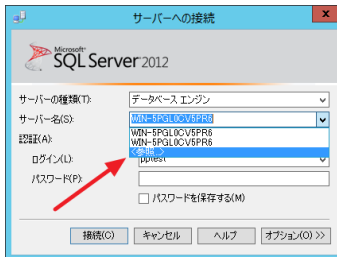 サーバーへの接続
x
Microsoft
SQL Server 2012
サーバーの種類(T):
データベース エンジン
サーバー名(S):
WIN-5PGL0CV5PR6
認証(A):
WIN-5PGL0CV5PR6
WIN-5PGL0CV5PR6
<参照...>
ログイン(L):
pptest
パスワード(P):
パスワードを保存する(M)
接続(C)
キャンセル
ヘルプ
オプション(O) >>